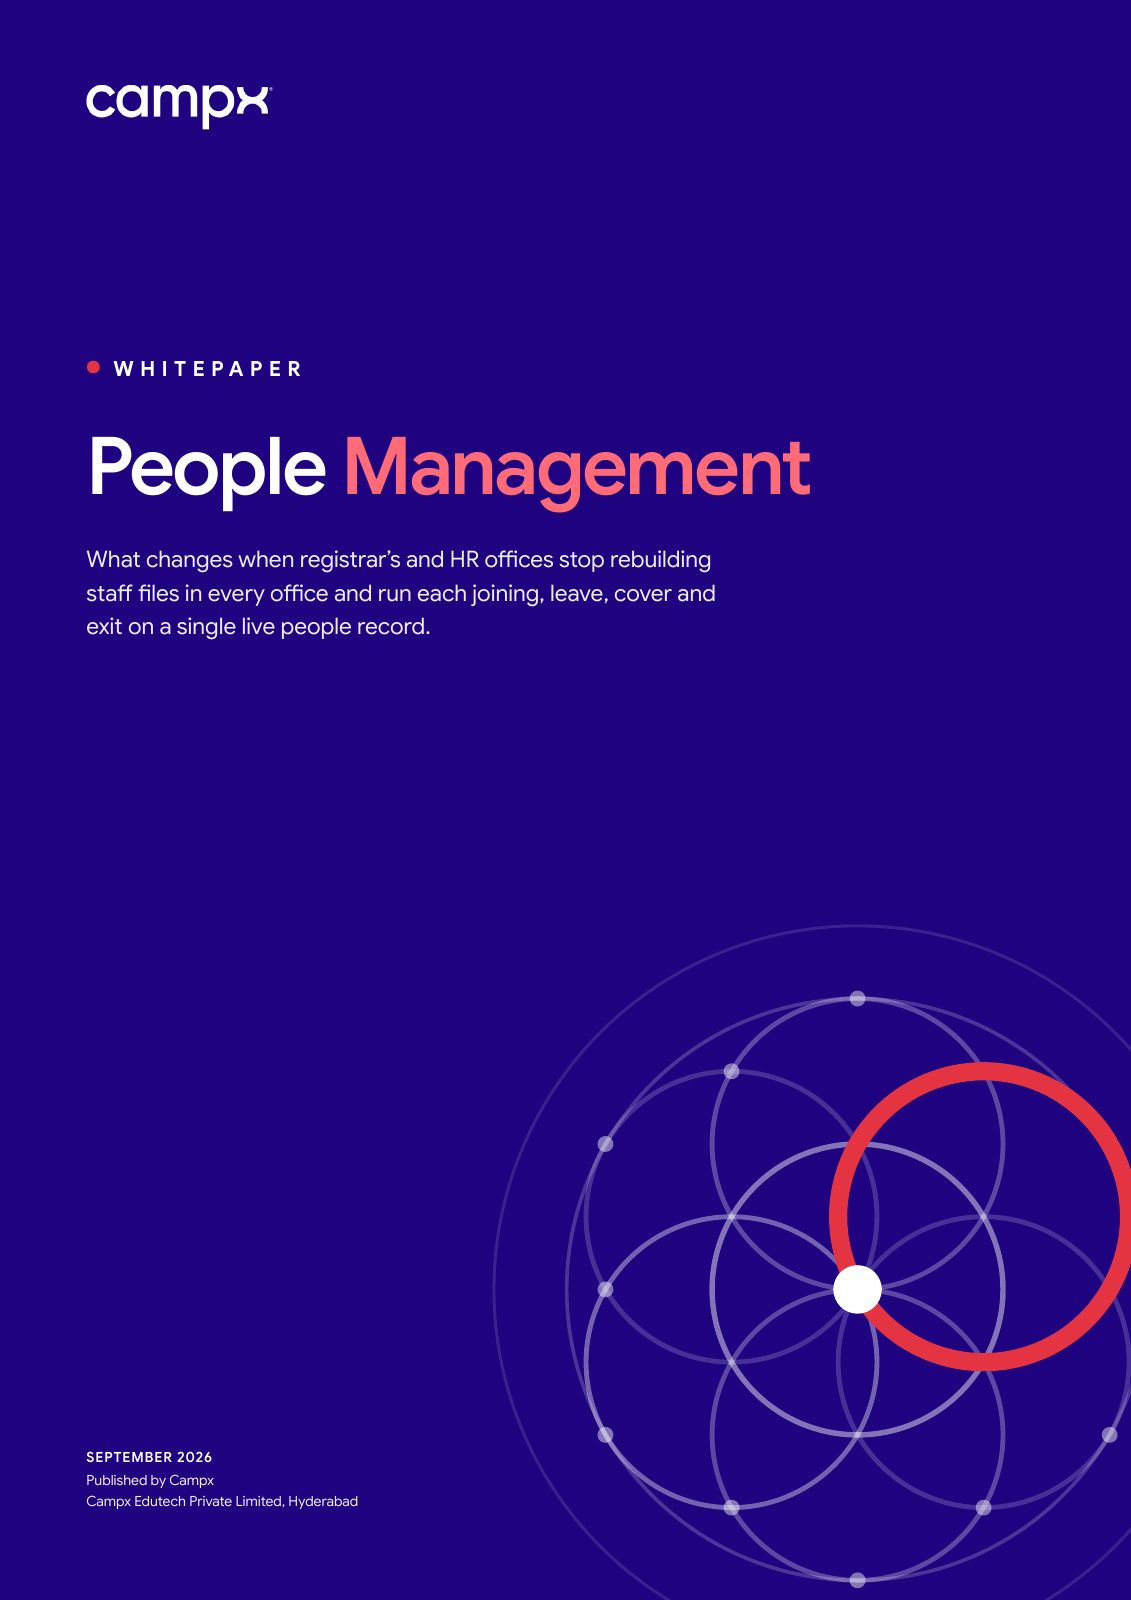 campx
WHITEPAPER
People Management
What changes when registrar’s and HR offices stop rebuilding
staff files in every office and run each joining, leave, cover and
exit on a single live people record.
SEPTEMBER 2026
Published by Campx
Campx Edutech Private Limited, Hyderabad